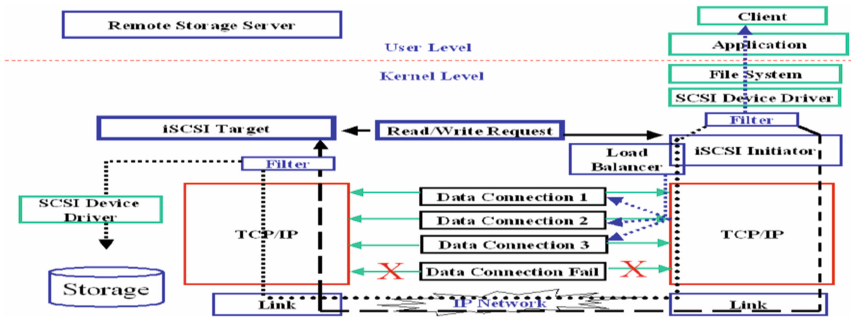 Client
Remote Storage Server
Application
User Level
Kernel Level
File System
SCSI Device Driver
Filter
iSCSI Target
Read/Write Request
Load
Balancer
iSCSI Initiator
Filter
SCSI Device
Driver
TCP/IP
Data Connection 1
Data Connection 2
Data Connection 3
Data Connection Fail
X
X
TCP/IP
Storage
Link
IP Network
Link